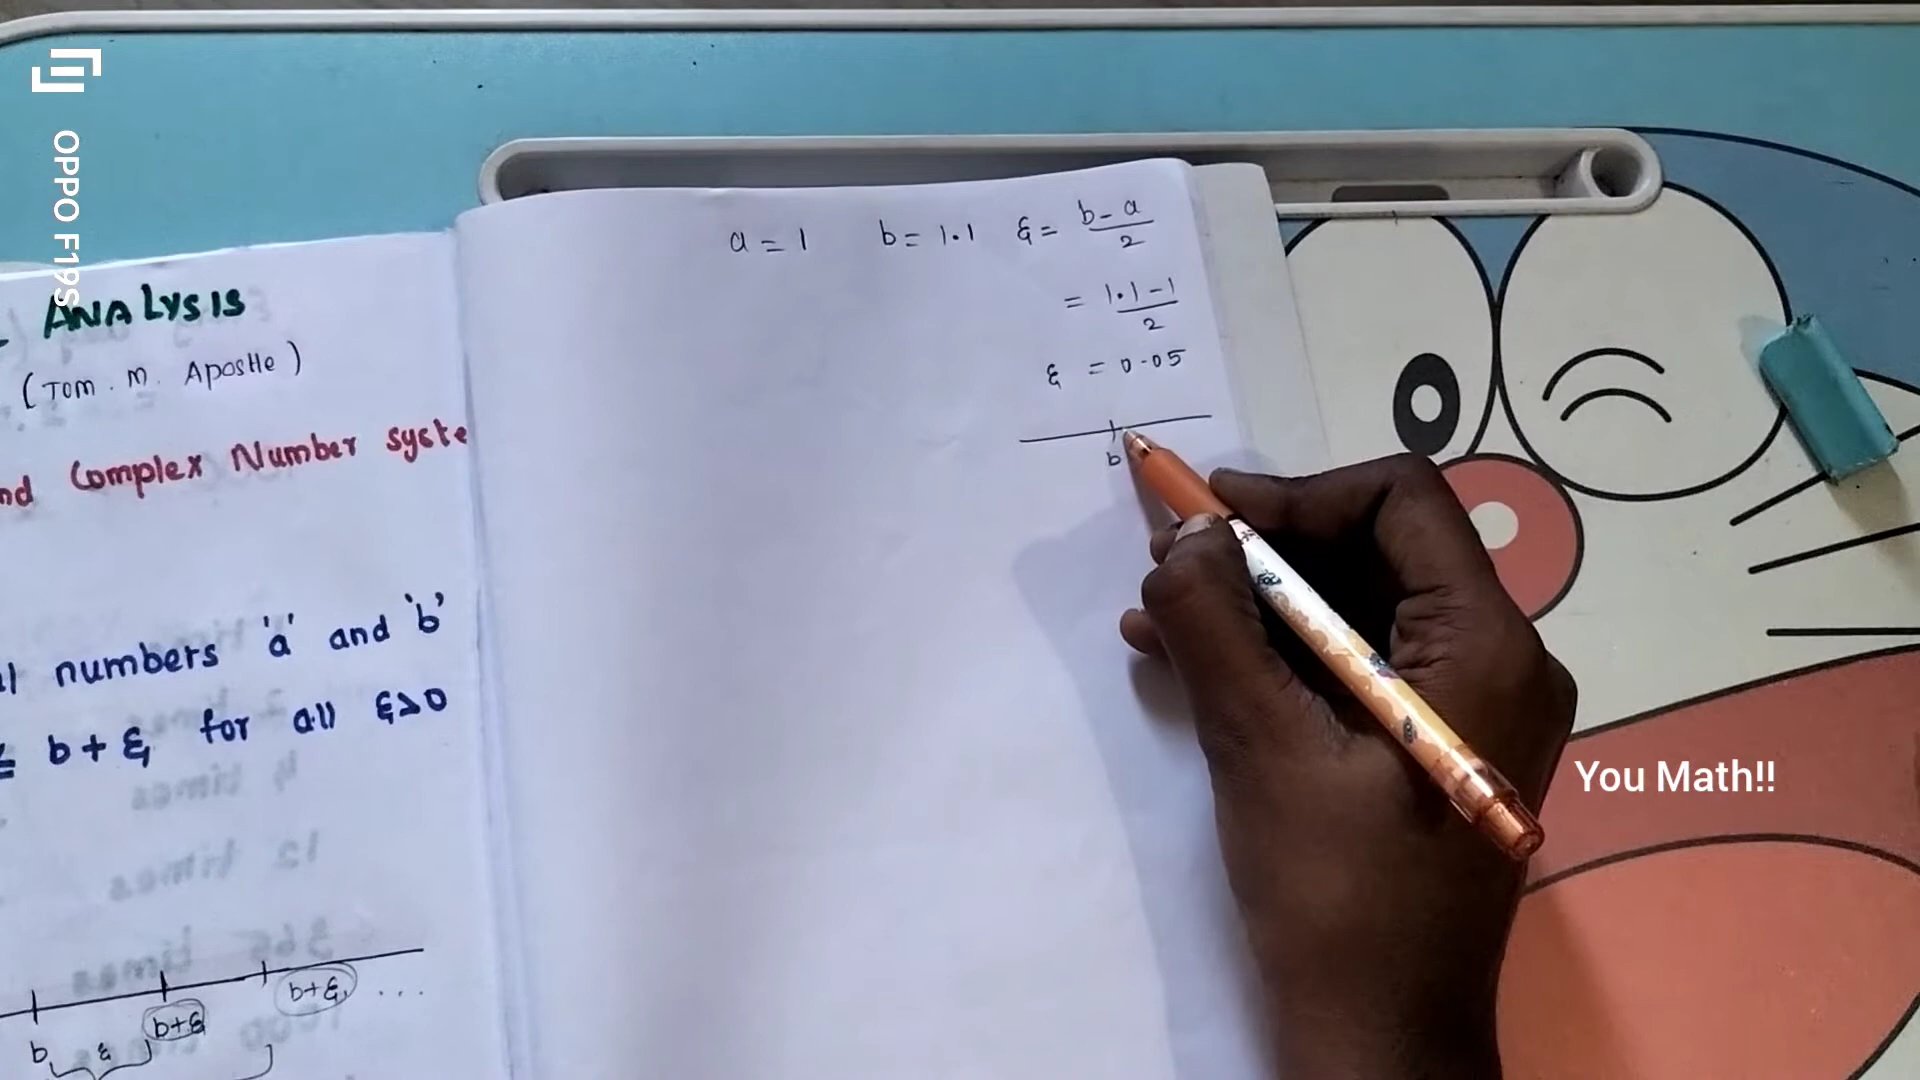 OPPO F19S
ANALYSIS
(TOM. M. Apostle)
Complex Number syste
numbers 'a' and 'b'
≤ b+ε for all ε>0
b b+ε b+ε ...
ε
a = 1 b = 1.1 ε = b-a/2
= 1.1-1/2
ε = 0.05
b
You Math!!